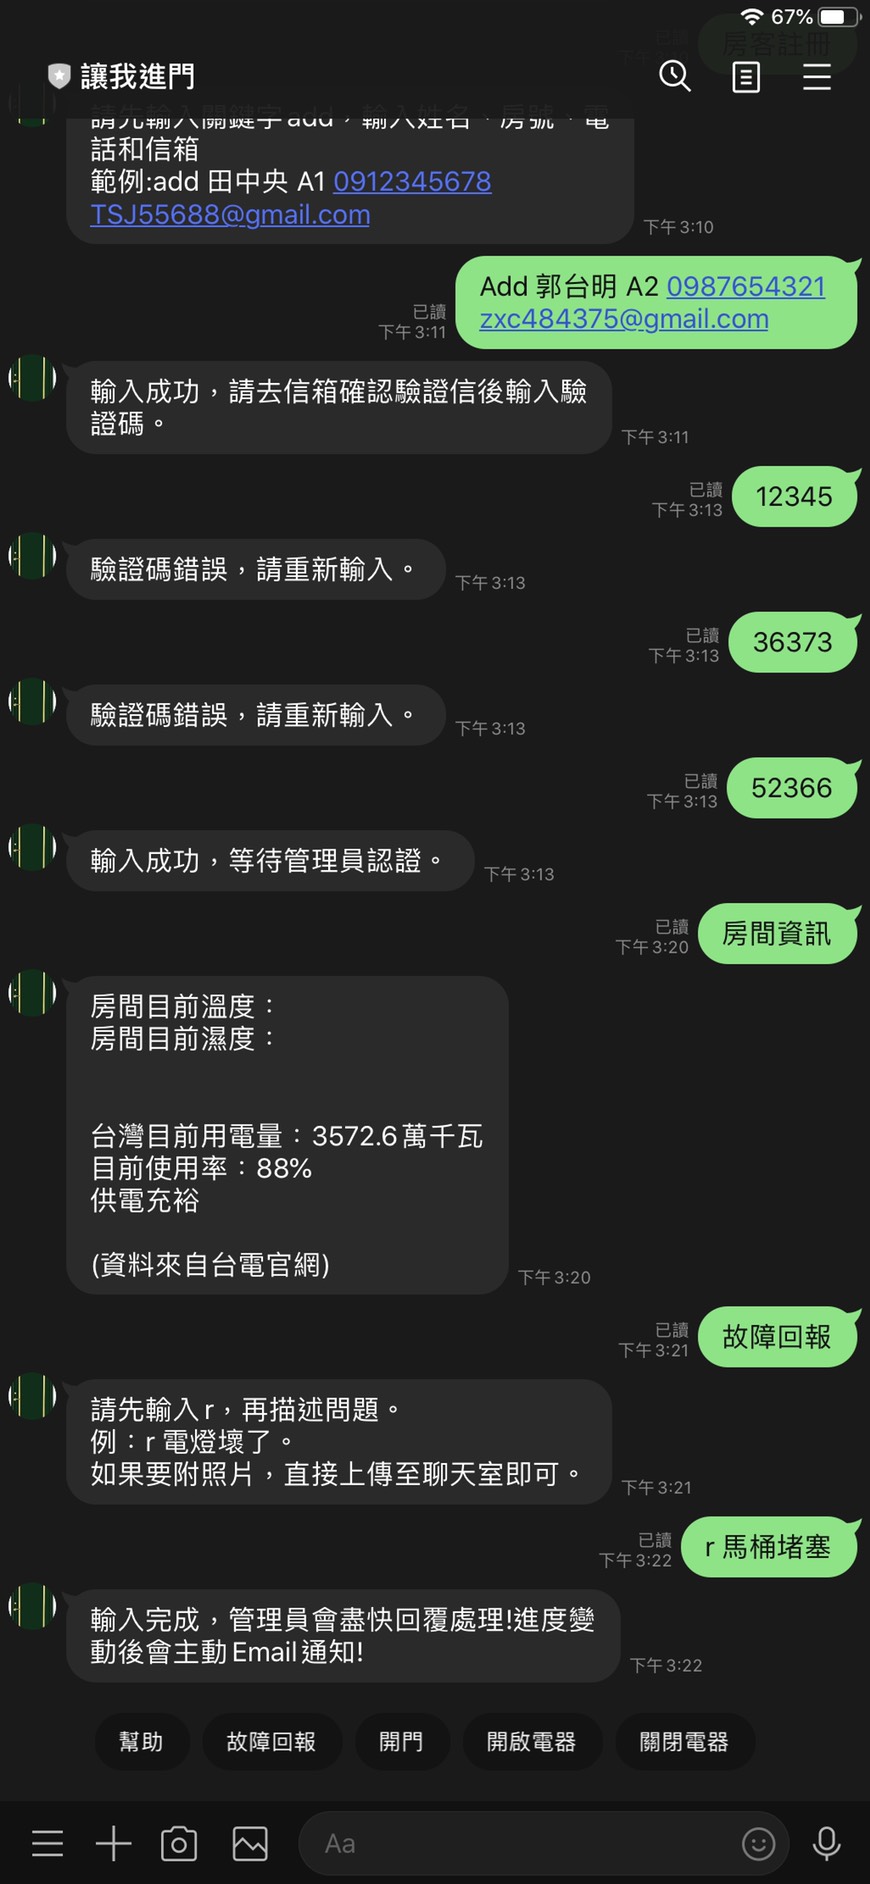 67%
房客註冊
已讀
讓我進門
請先輸入關鍵字add，輸入姓名、房號、電
話和信箱
範例:add 田中央 A1 0912345678
TSJ55688@gmail.com
下午3:10
Add 郭台明 A2 0987654321
zxc484375@gmail.com
已讀
下午3:11
輸入成功，請去信箱確認驗證信後輸入驗
證碼。
下午3:11
已讀
下午3:13
12345
驗證碼錯誤，請重新輸入。
下午3:13
已讀
下午3:13
36373
驗證碼錯誤，請重新輸入。
下午3:13
已讀
下午3:13
52366
輸入成功，等待管理員認證。
下午3:13
已讀
下午3:20
房間資訊
房間目前溫度：
房間目前濕度：
台灣目前用電量：3572.6萬千瓦
目前使用率：88%
供電充裕
(資料來自台電官網)
下午3:20
已讀
下午3:21
故障回報
請先輸入r，再描述問題。
例：r 電燈壞了。
如果要附照片，直接上傳至聊天室即可。
下午3:21
已讀
下午3:22
r 馬桶堵塞
輸入完成，管理員會盡快回覆處理!進度變
動後會主動Email通知!
下午3:22
幫助
故障回報
開門
開啟電器
關閉電器
Aa